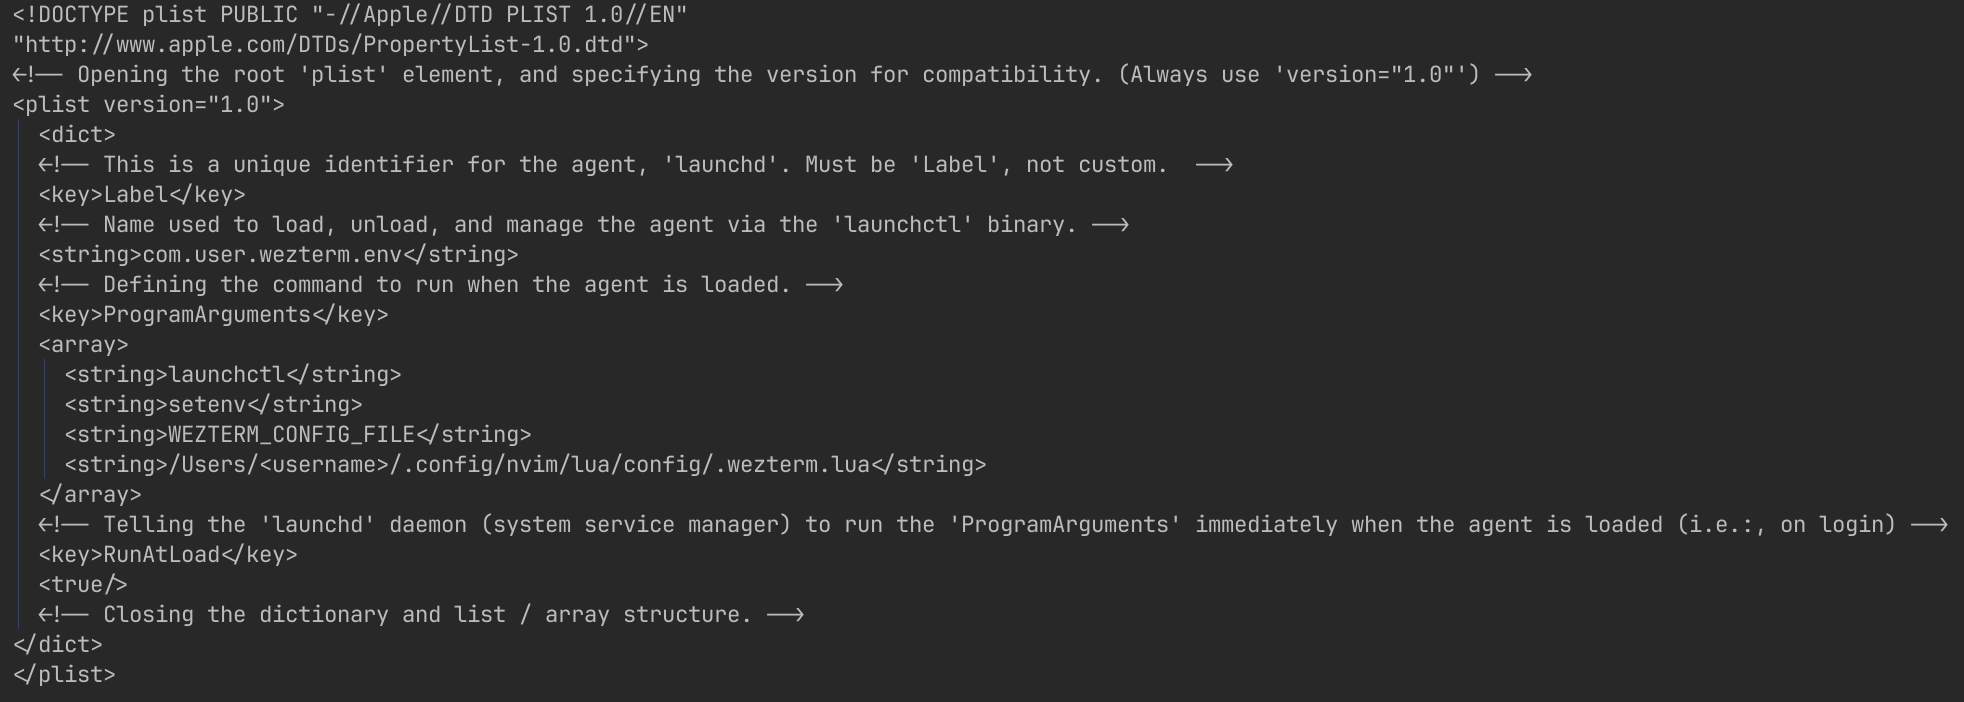 <!DOCTYPE plist PUBLIC "-//Apple//DTD PLIST 1.0//EN"
"http://www.apple.com/DTDs/PropertyList-1.0.dtd">
<!-- Opening the root 'plist' element, and specifying the version for compatibility. (Always use 'version="1.0"') -->
<plist version="1.0">
  <dict>
  <!-- This is a unique identifier for the agent, 'launchd'. Must be 'Label', not custom.  -->
  <key>Label</key>
  <!-- Name used to load, unload, and manage the agent via the 'launchctl' binary. -->
  <string>com.user.wezterm.env</string>
  <!-- Defining the command to run when the agent is loaded. -->
  <key>ProgramArguments</key>
  <array>
    <string>launchctl</string>
    <string>setenv</string>
    <string>WEZTERM_CONFIG_FILE</string>
    <string>/Users/<username>/.config/nvim/lua/config/.wezterm.lua</string>
  </array>
  <!-- Telling the 'launchd' daemon (system service manager) to run the 'ProgramArguments' immediately when the agent is loaded (i.e.:, on login) -->
  <key>RunAtLoad</key>
  <true/>
  <!-- Closing the dictionary and list / array structure. -->
</dict>
</plist>